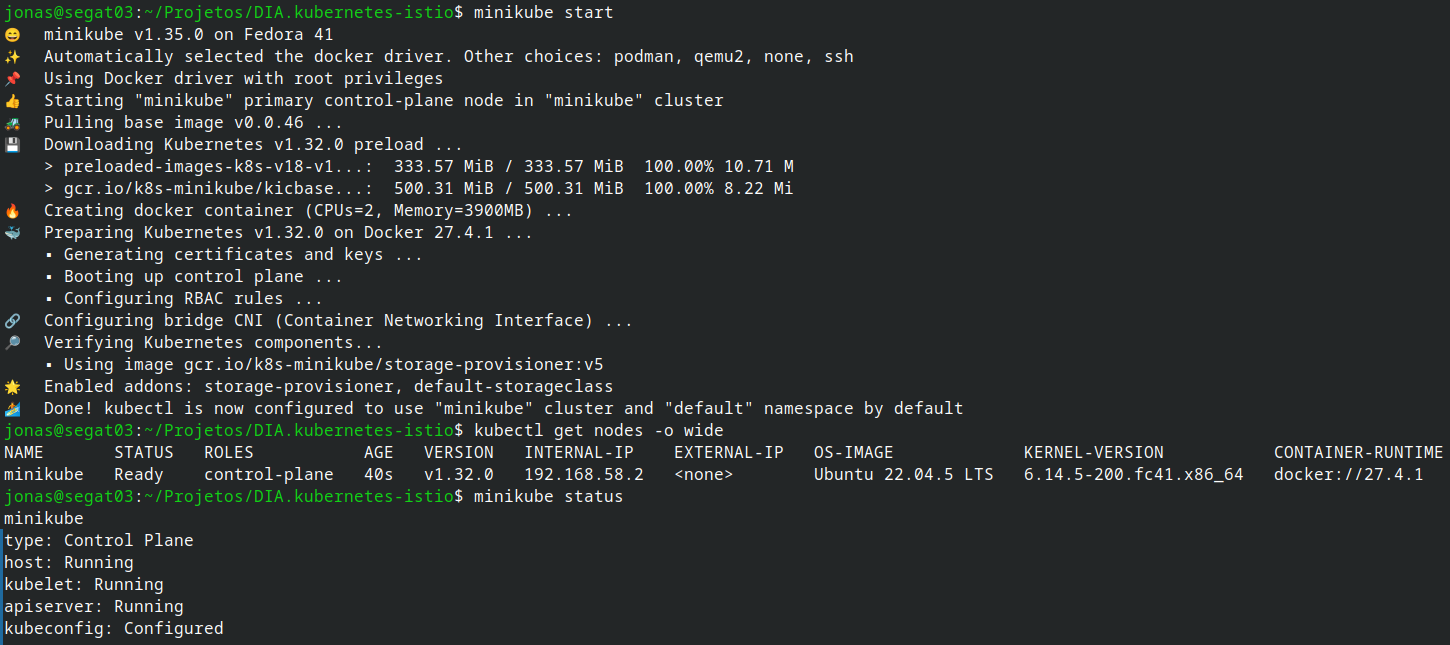 jonas@segat03:~/Projetos/DIA.kubernetes-istio$ minikube start
😄 minikube v1.35.0 on Fedora 41
✨ Automatically selected the docker driver. Other choices: podman, qemu2, none, ssh
📌 Using Docker driver with root privileges
👍 Starting "minikube" primary control-plane node in "minikube" cluster
🚜 Pulling base image v0.0.46 ...
💾 Downloading Kubernetes v1.32.0 preload ...
> preloaded-images-k8s-v18-v1...: 333.57 MiB / 333.57 MiB 100.00% 10.71 M
> gcr.io/k8s-minikube/kicbase...: 500.31 MiB / 500.31 MiB 100.00% 8.22 Mi
🔥 Creating docker container (CPUs=2, Memory=3900MB) ...
🐳 Preparing Kubernetes v1.32.0 on Docker 27.4.1 ...
▪ Generating certificates and keys ...
▪ Booting up control plane ...
▪ Configuring RBAC rules ...
🔗 Configuring bridge CNI (Container Networking Interface) ...
🔎 Verifying Kubernetes components...
▪ Using image gcr.io/k8s-minikube/storage-provisioner:v5
🌟 Enabled addons: storage-provisioner, default-storageclass
🏄 Done! kubectl is now configured to use "minikube" cluster and "default" namespace by default
jonas@segat03:~/Projetos/DIA.kubernetes-istio$ kubectl get nodes -o wide
NAME STATUS ROLES AGE VERSION INTERNAL-IP EXTERNAL-IP OS-IMAGE KERNEL-VERSION CONTAINER-RUNTIME
minikube Ready control-plane 40s v1.32.0 192.168.58.2 <none> Ubuntu 22.04.5 LTS 6.14.5-200.fc41.x86_64 docker://27.4.1
jonas@segat03:~/Projetos/DIA.kubernetes-istio$ minikube status
minikube
type: Control Plane
host: Running
kubelet: Running
apiserver: Running
kubeconfig: Configured